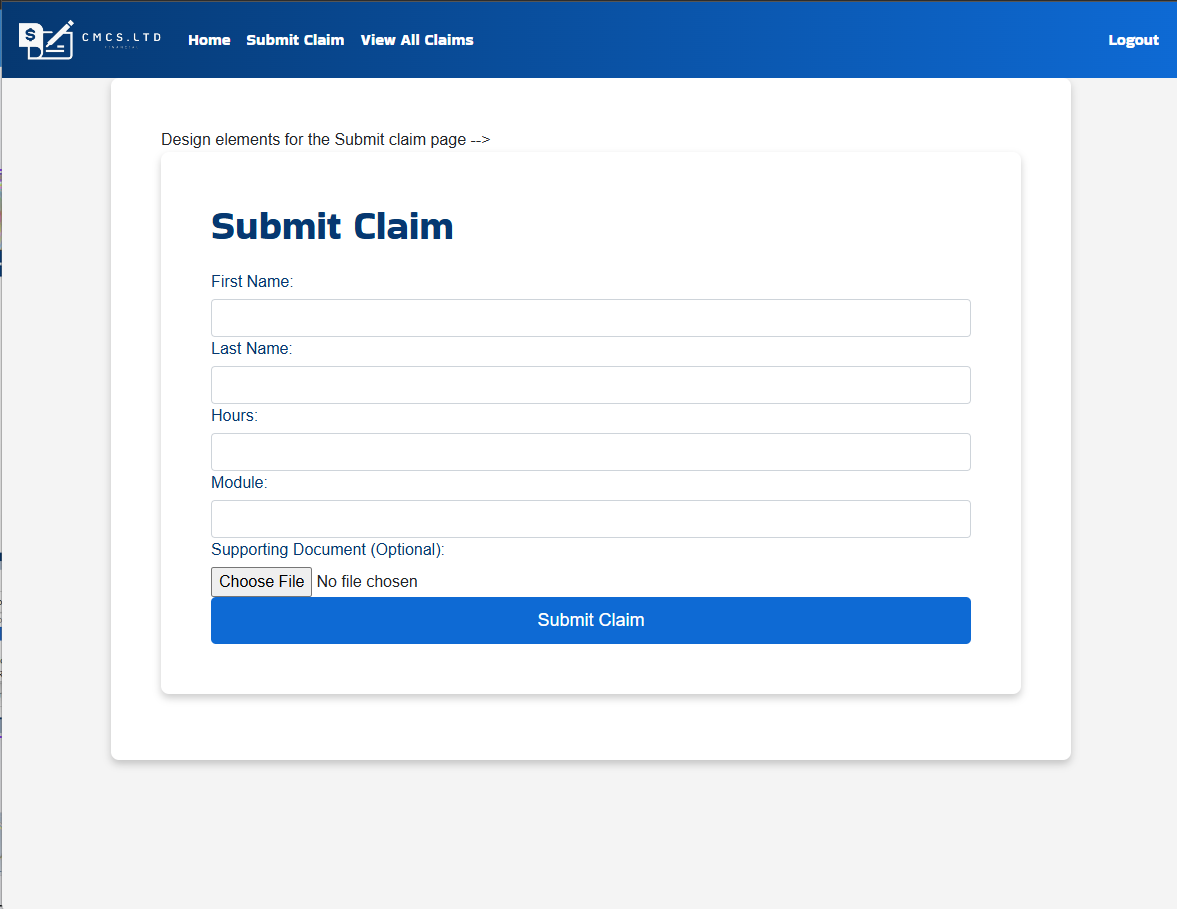 $
CMCS.LTD
FINANCIAL
Home Submit Claim View All Claims Logout
Design elements for the Submit claim page -->
Submit Claim
First Name:
Last Name:
Hours:
Module:
Supporting Document (Optional):
Choose File No file chosen
Submit Claim